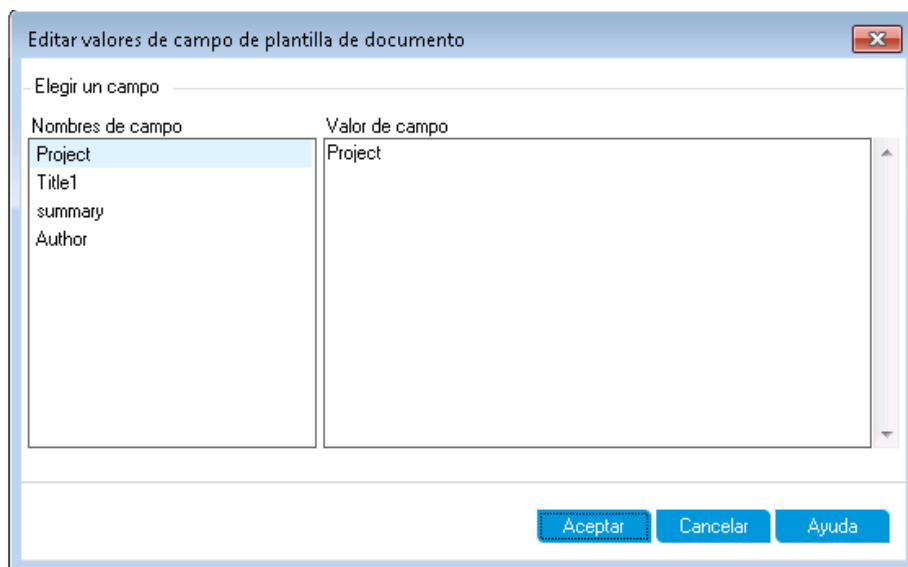 Editar valores de campo de plantilla de documento
Elegir un campo
Nombres de campo
Valor de campo
Project
Title1
summary
Author
Project
Aceptar
Cancelar
Ayuda